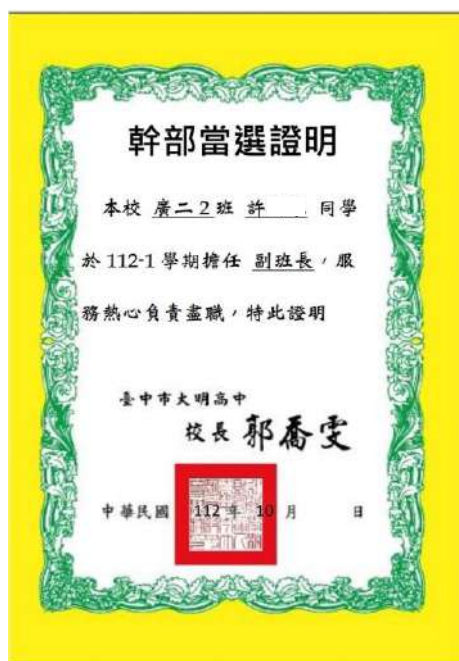 幹部當選證明
本校 廣二2班 許 同學
於 112-1 學期擔任 副班長，服
務熱心負責盡職，特此證明
臺中市大明高中
校長 郭喬雯
中華民國 112 年 10 月 日